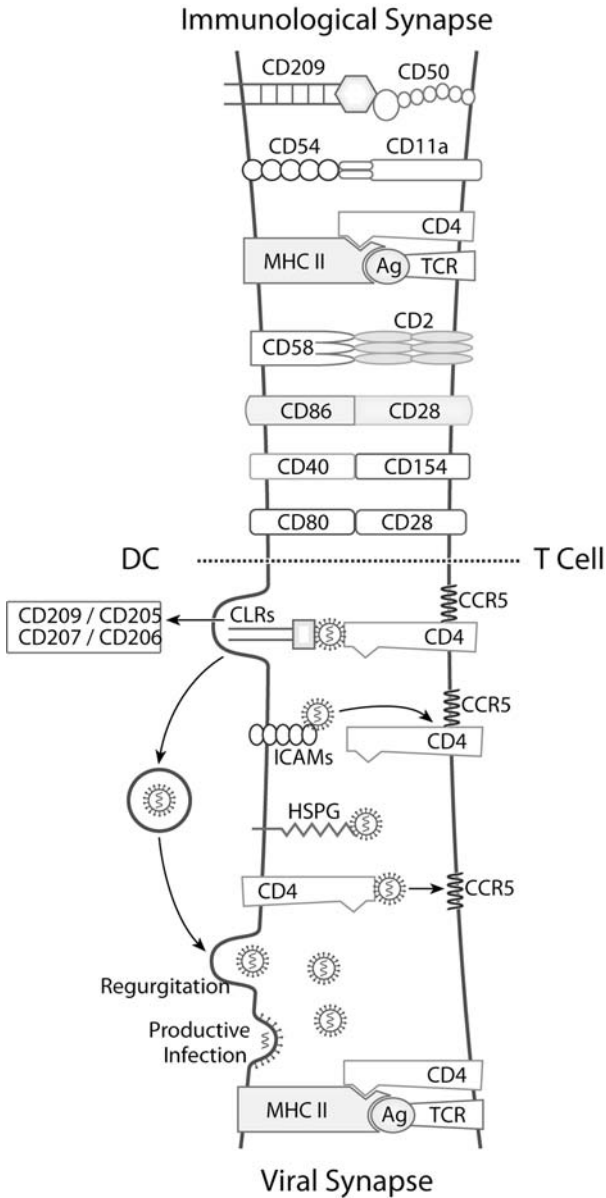 Immunological Synapse
CD209
CD50
CD54
CD11a
CD4
MHC II
Ag
TCR
CD2
CD58
CD86
CD28
CD40
CD154
CD80
CD28
DC
T Cell
CCR5
CD209 / CD205
CD207 / CD206
CLRs
CD4
CCR5
CD4
ICAMs
HSPG
CD4
CCR5
Regurgitation
Productive
Infection
CD4
MHC II
Ag
TCR
Viral Synapse